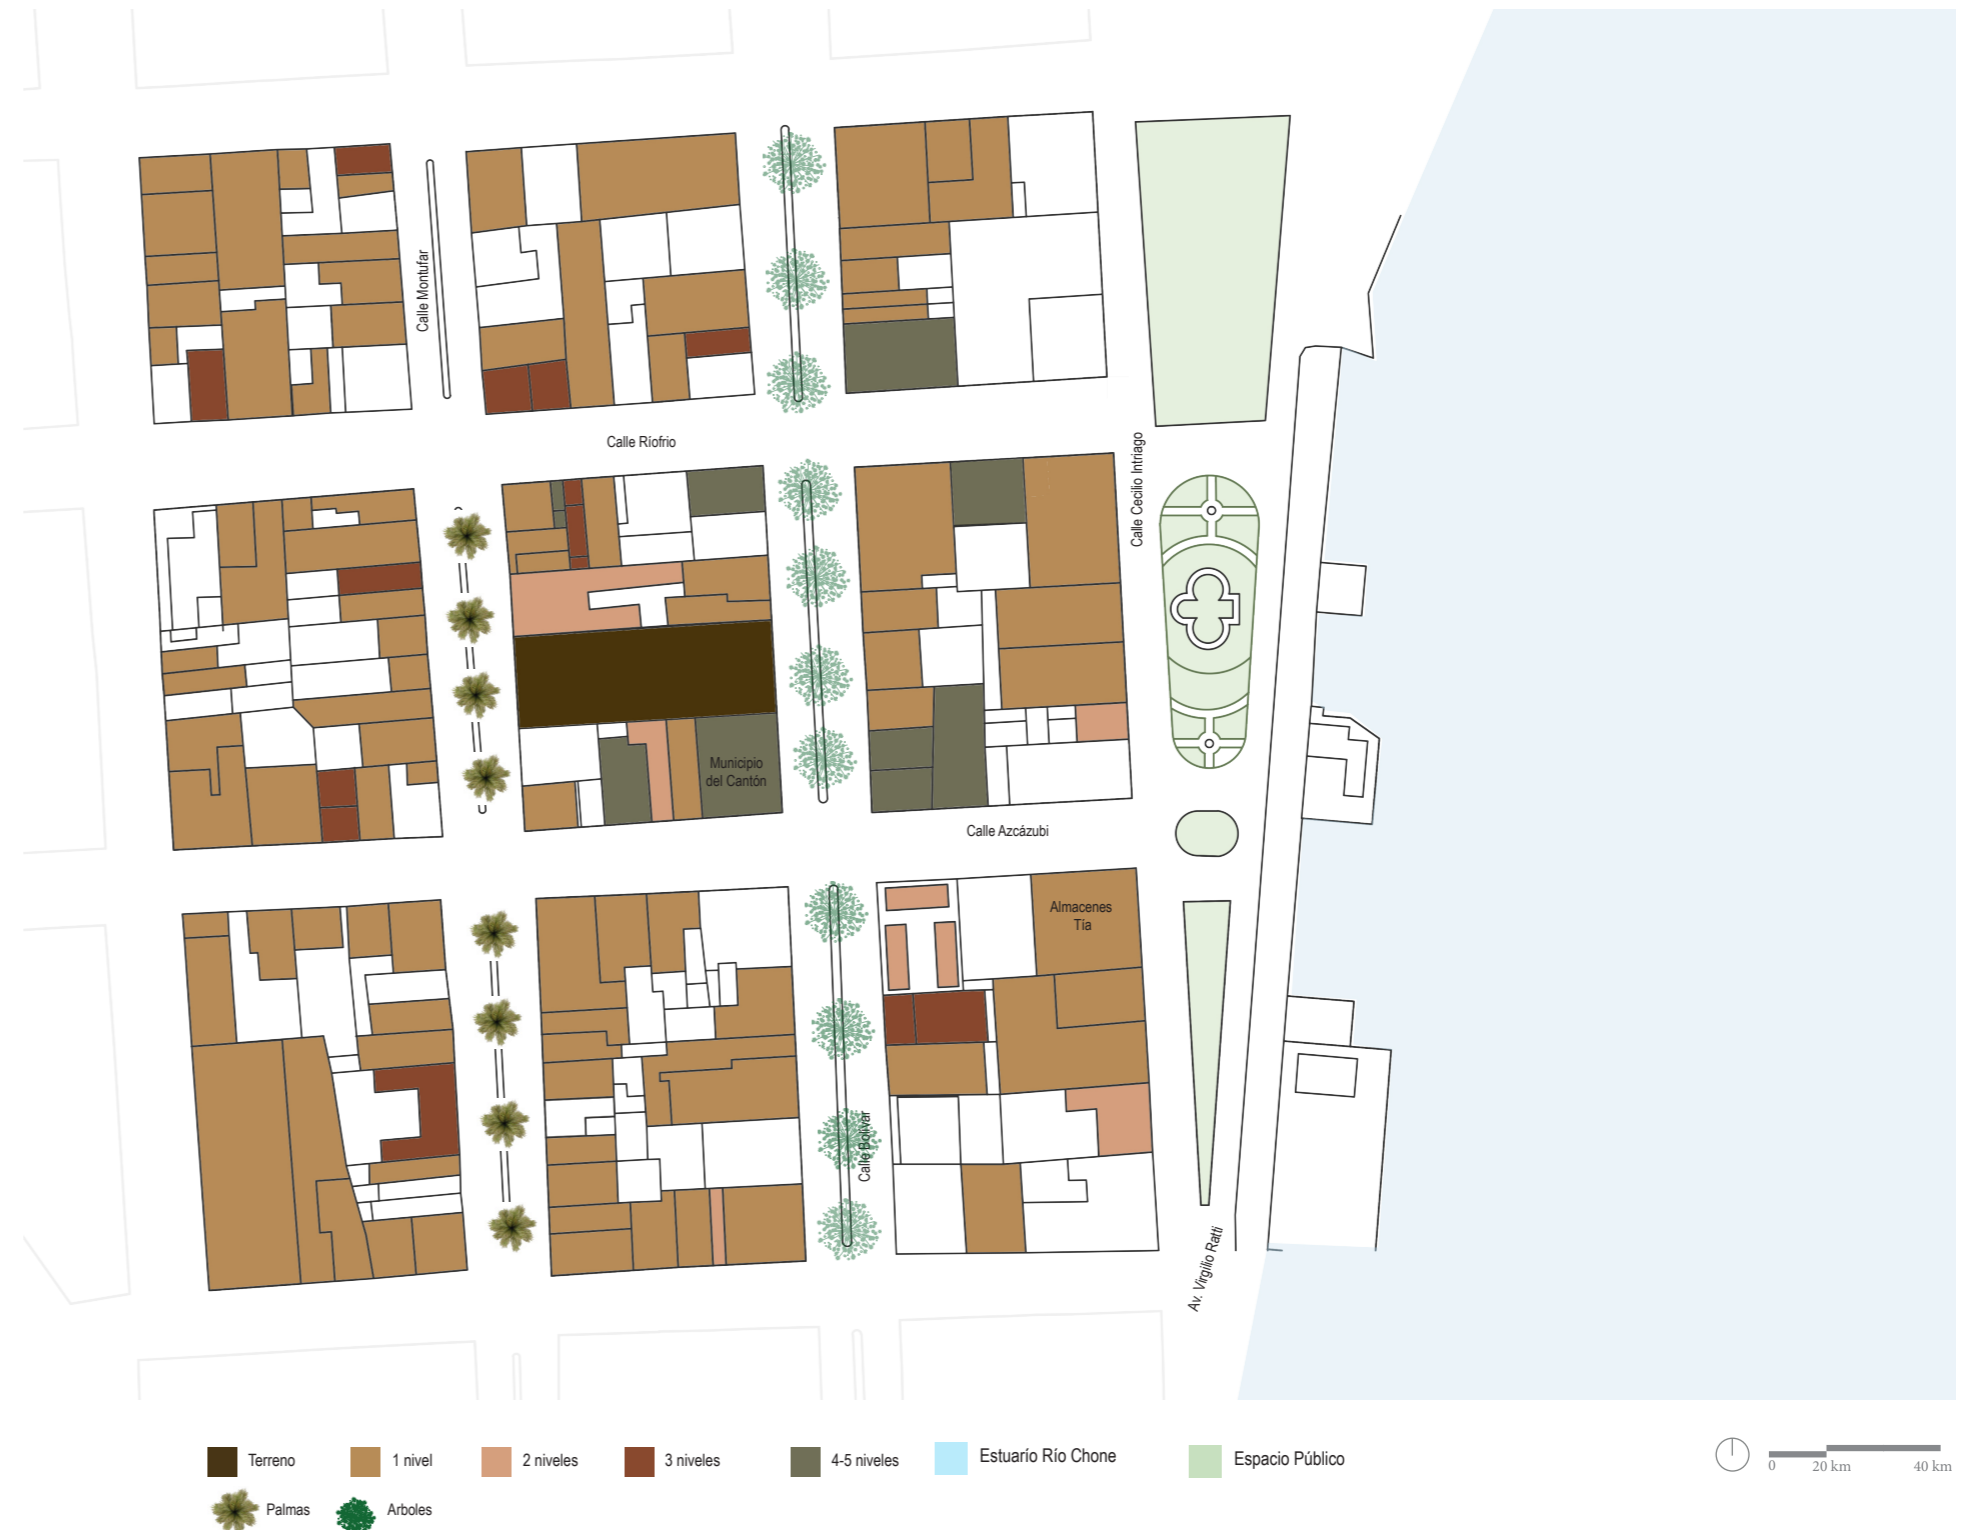 Calle Montufar
Calle Ríofrio
Calle Cecilio Intriago
Municipio
del Cantón
Calle Azcázubi
Almacenes
Tía
Calle Bolívar
Av. Virgilio Ratti
Terreno
1 nivel
2 niveles
3 niveles
4-5 niveles
Estuarío Río Chone
Espacio Público
0 20 km 40 km
Palmas
Arboles